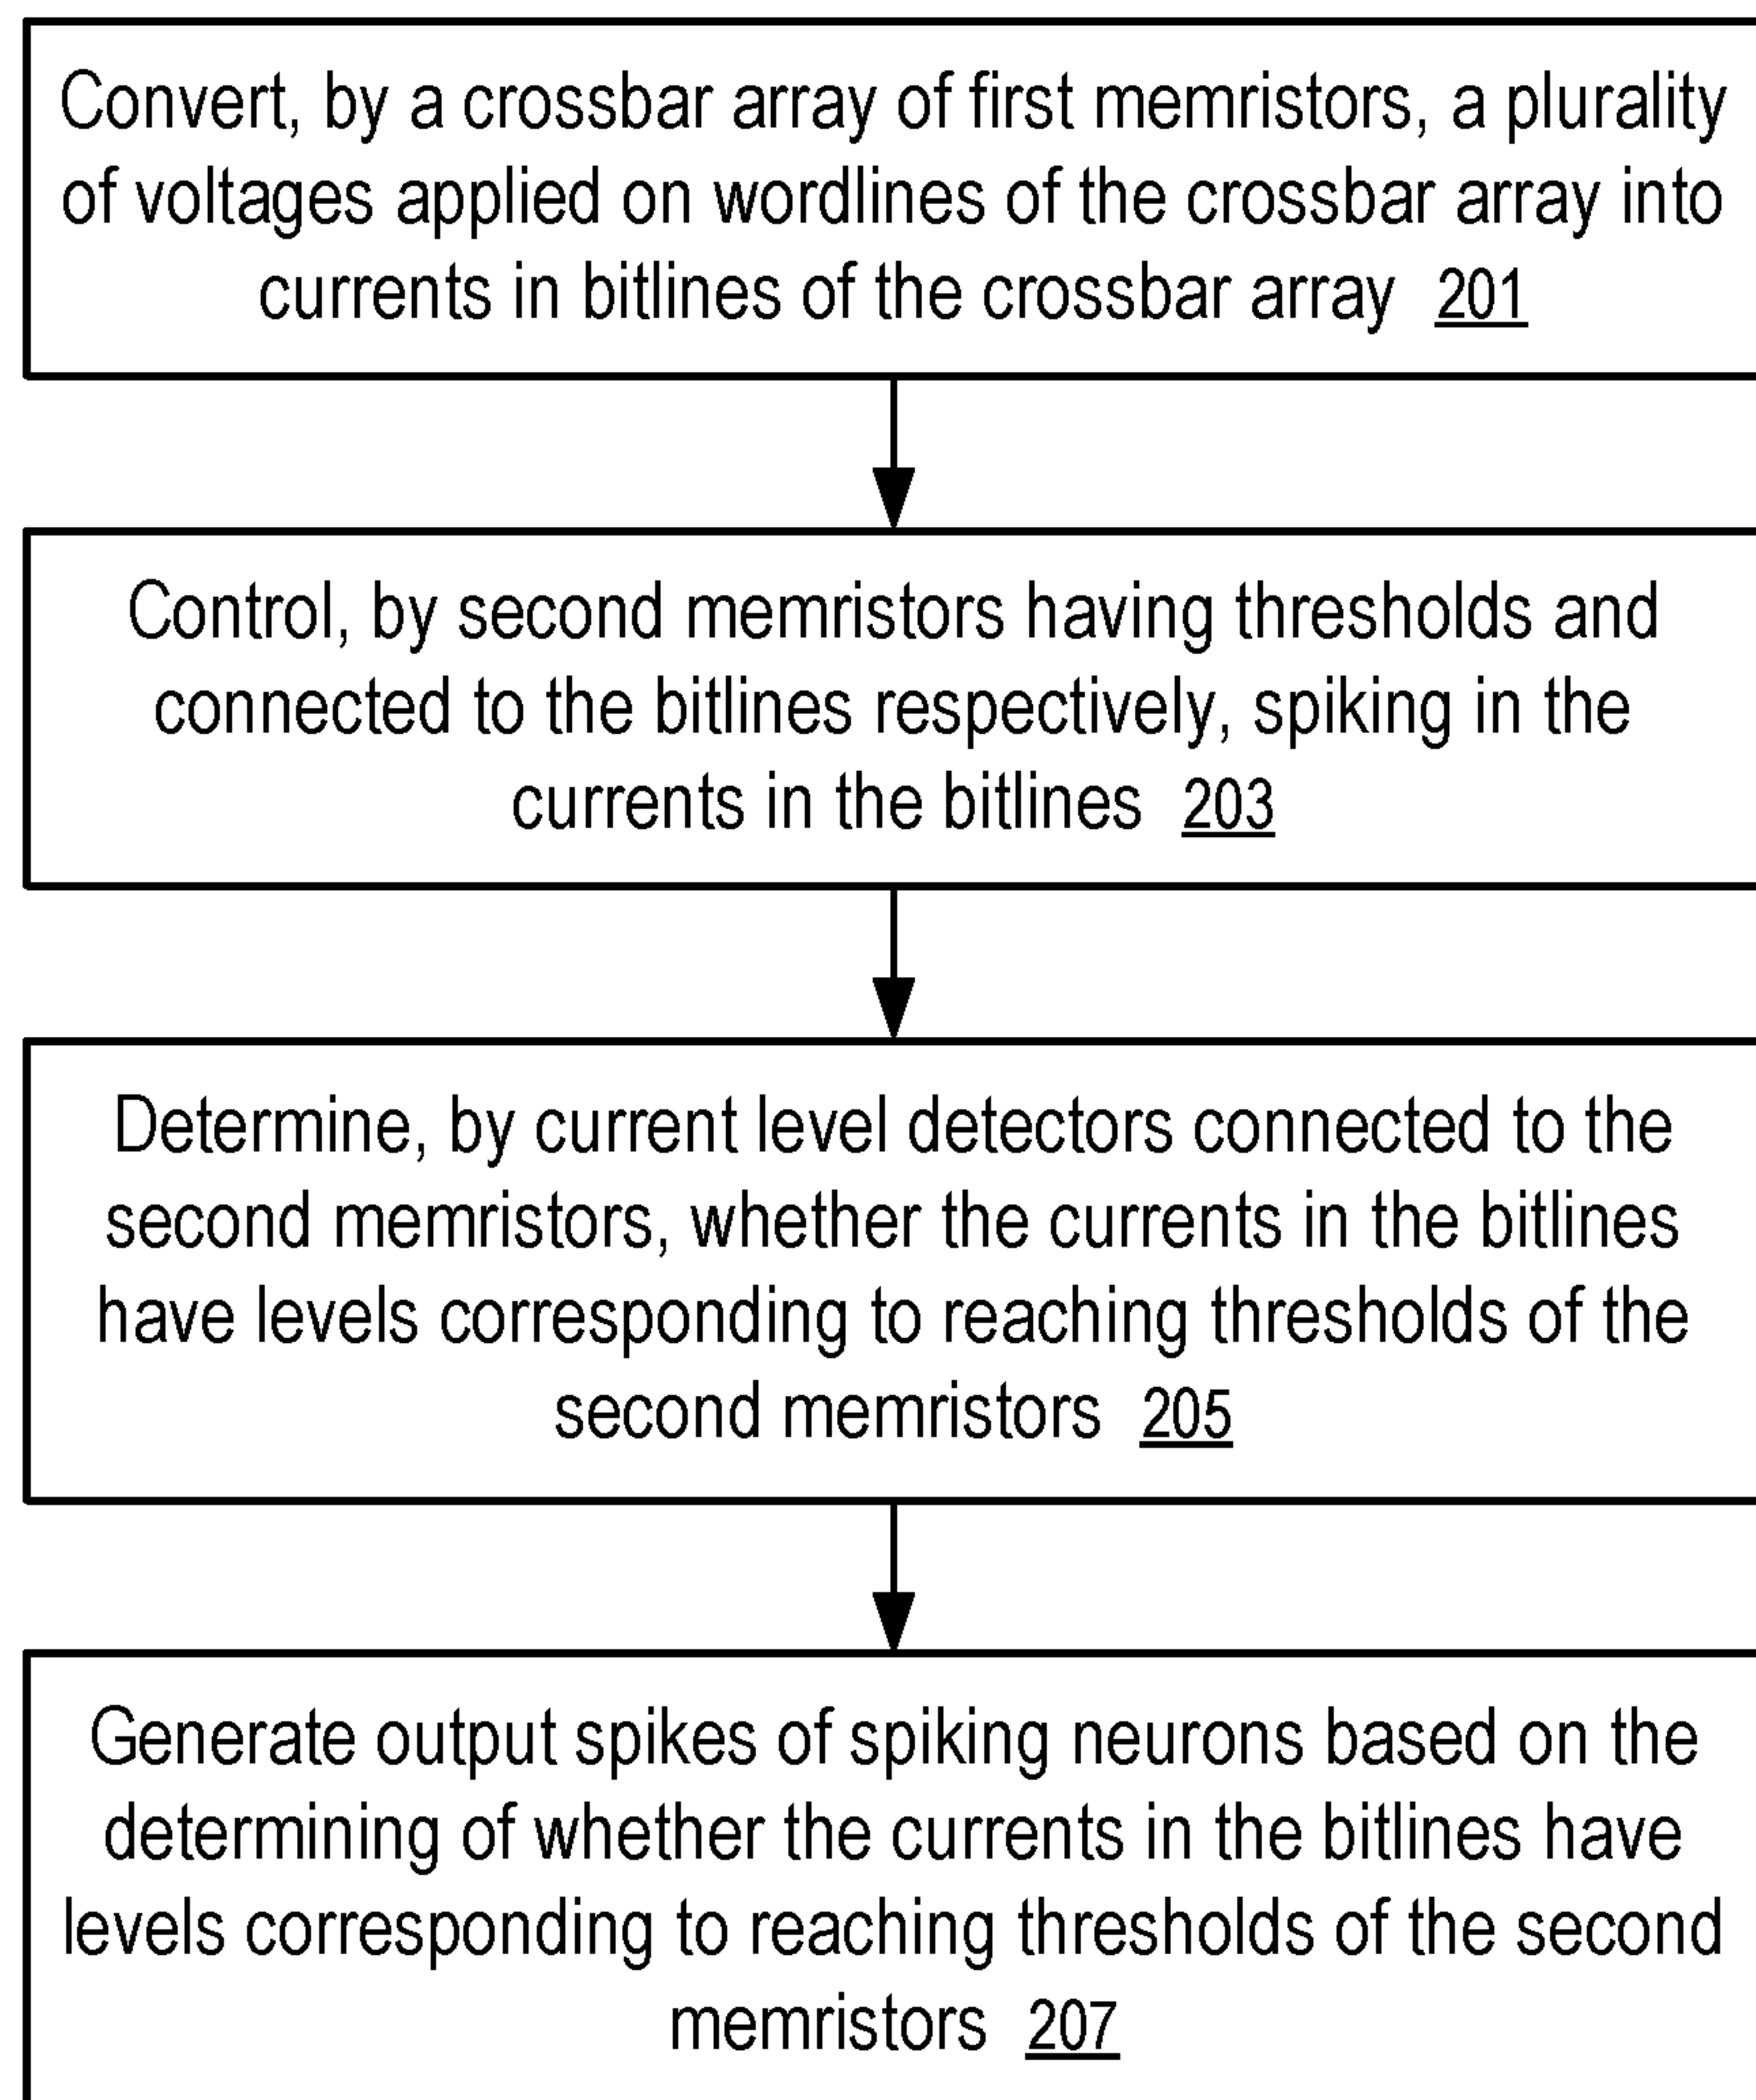 Convert, by a crossbar array of first memristors, a plurality
of voltages applied on wordlines of the crossbar array into
currents in bitlines of the crossbar array 201
Control, by second memristors having thresholds and
connected to the bitlines respectively, spiking in the
currents in the bitlines 203
Determine, by current level detectors connected to the
second memristors, whether the currents in the bitlines
have levels corresponding to reaching thresholds of the
second memristors 205
Generate output spikes of spiking neurons based on the
determining of whether the currents in the bitlines have
levels corresponding to reaching thresholds of the second
memristors 207